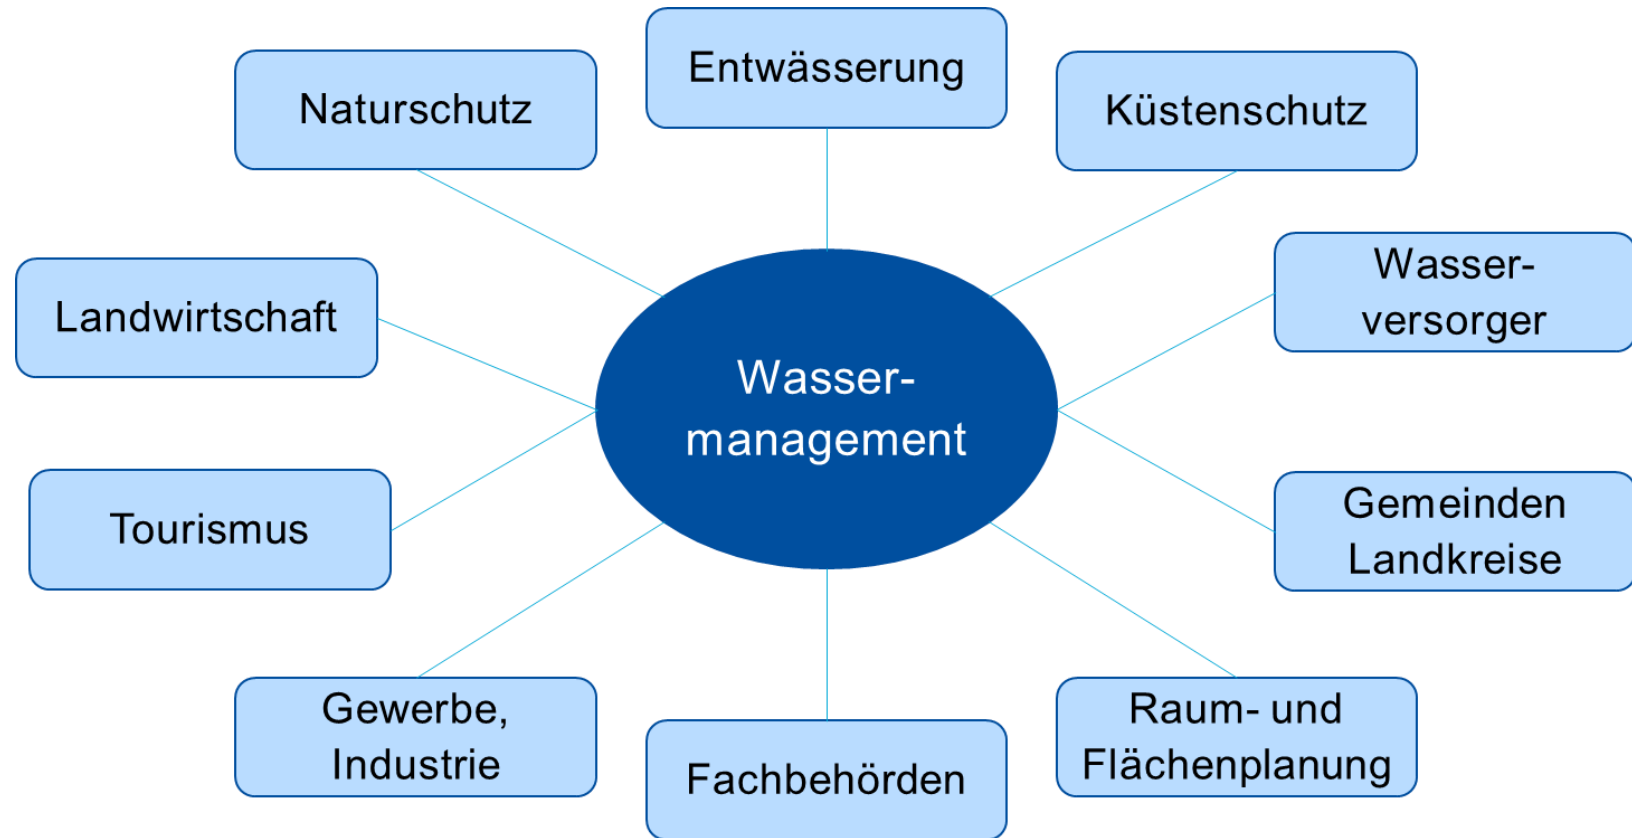 Entwässerung
Naturschutz
Küstenschutz
Wasser-
versorger
Landwirtschaft
Wasser-
management
Tourismus
Gemeinden
Landkreise
Gewerbe,
Industrie
Raum- und
Flächenplanung
Fachbehörden